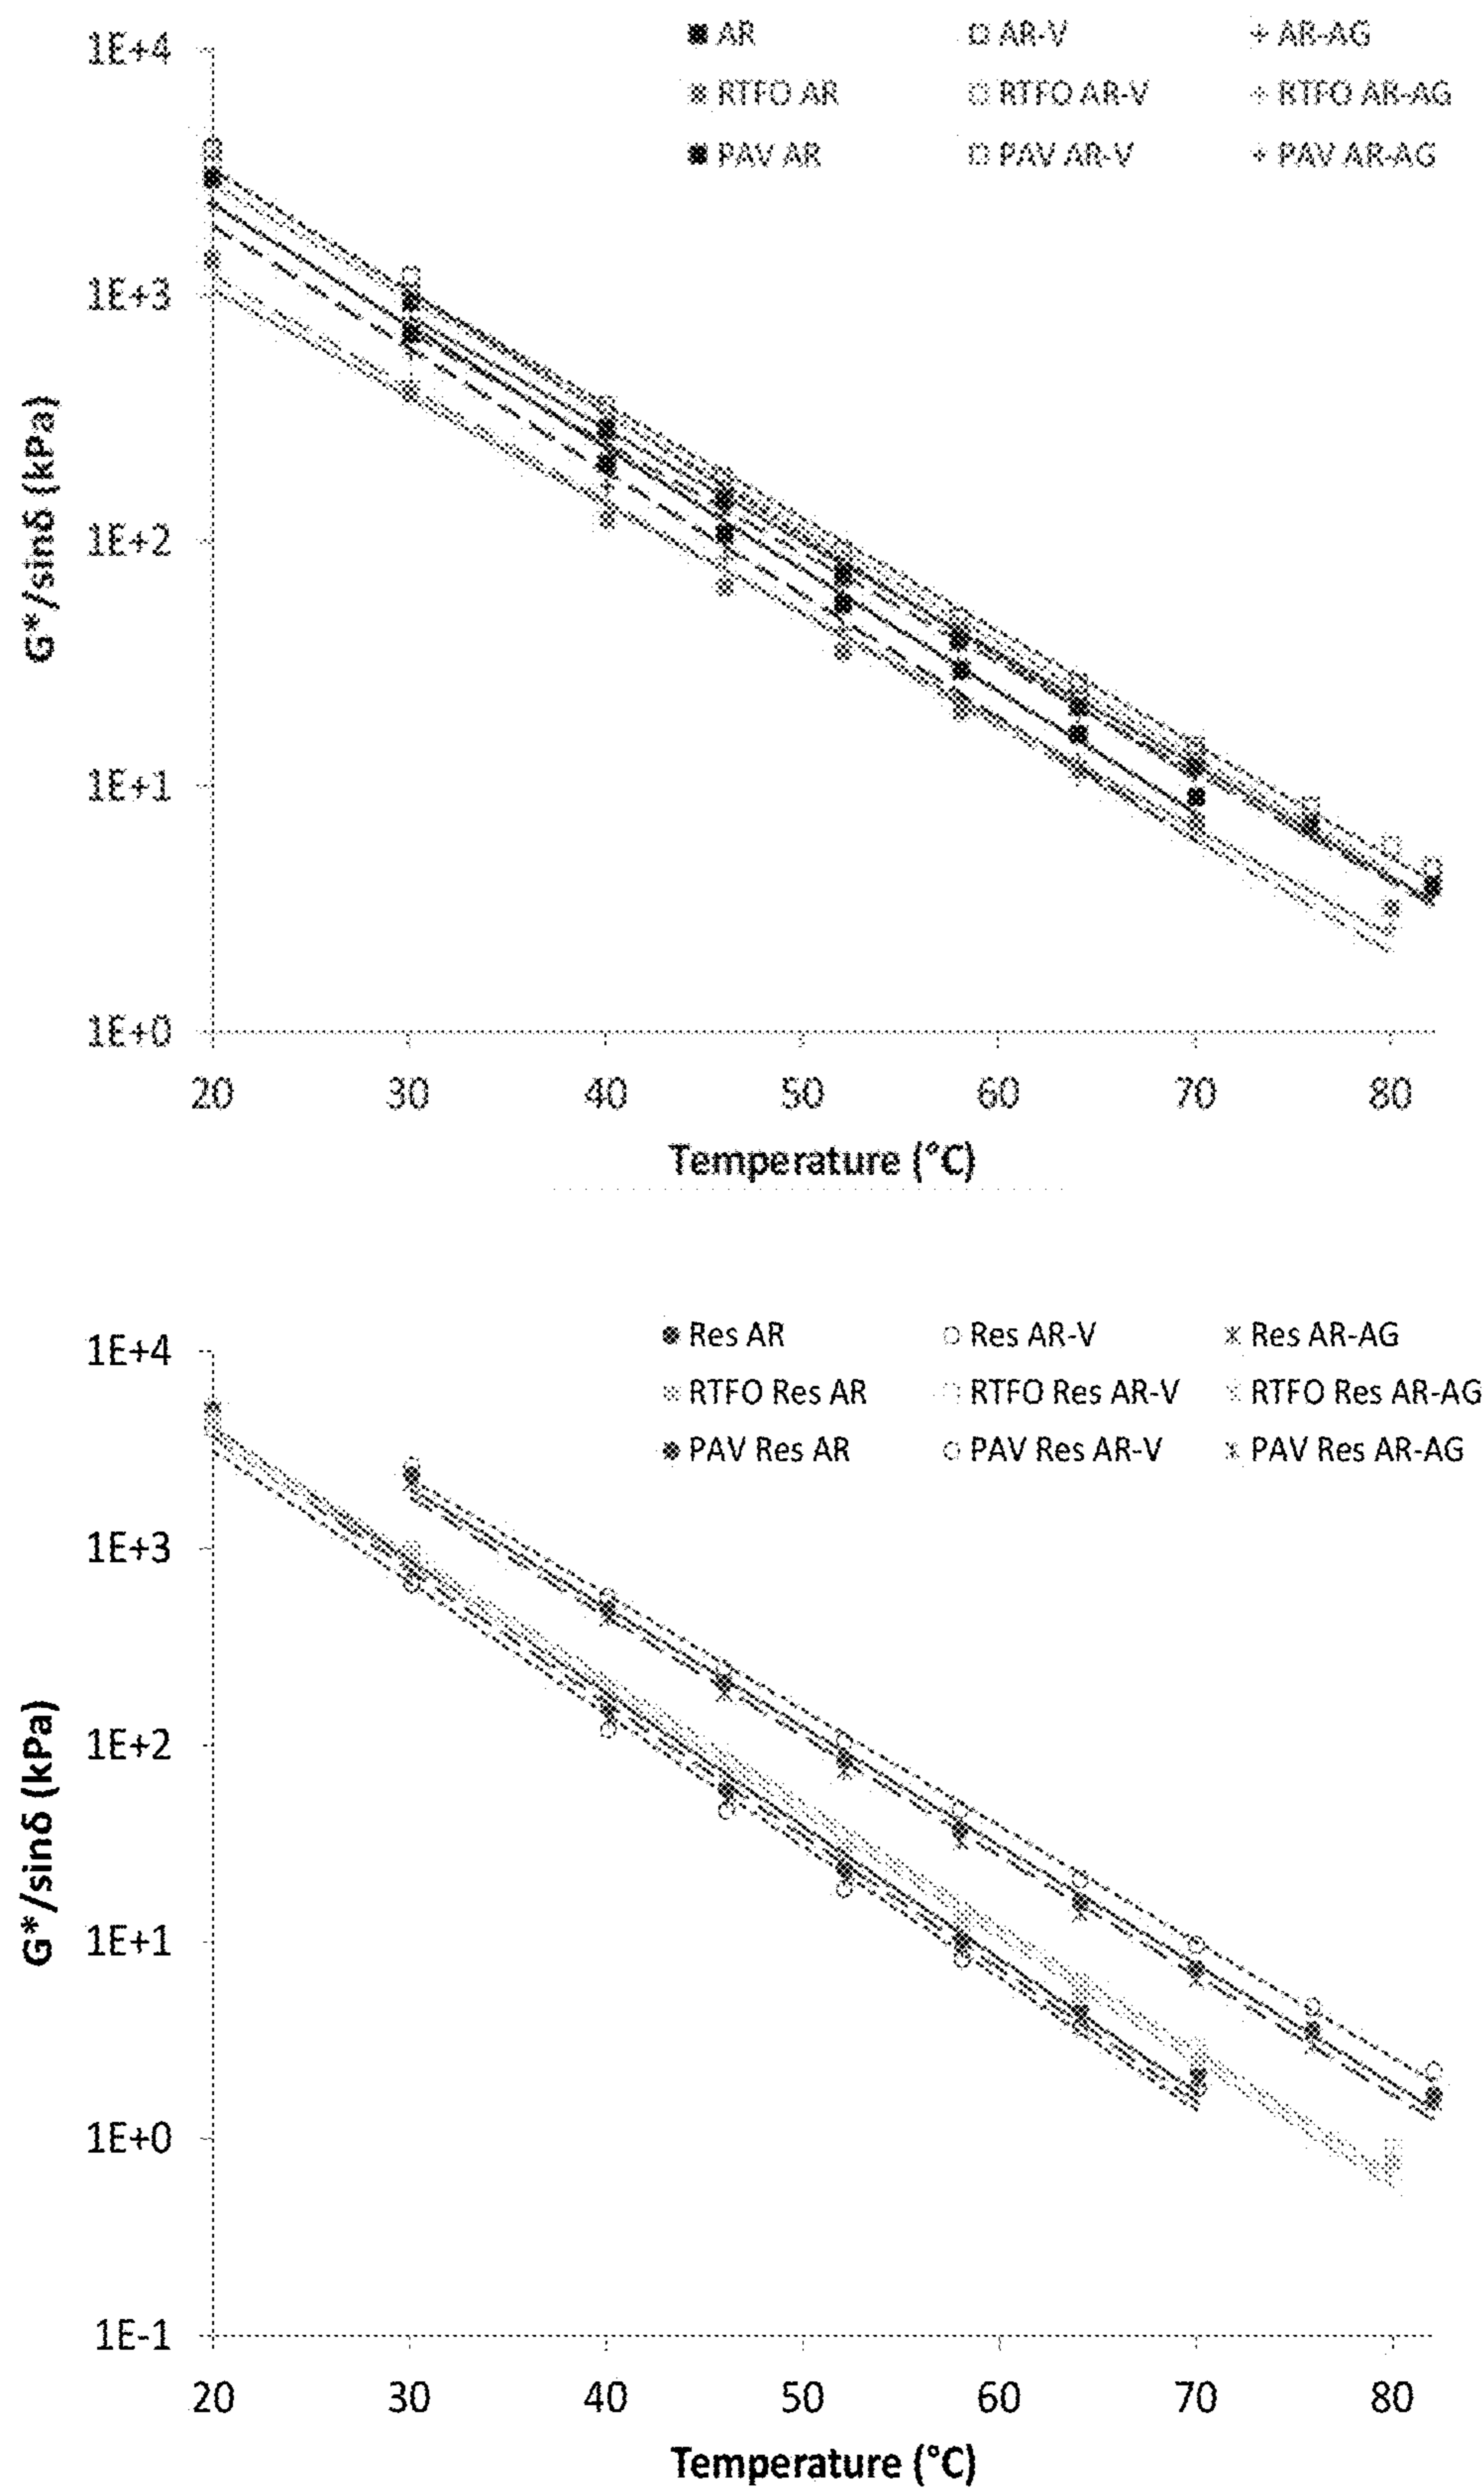 AR AR-V AR-AG
RTFO AR RTFO AR-V RTFO AR-AG
PAV AR PAV AR-V PAV AR-AG
1E+4
1E+3
1E+2
1E+1
1E+0
G*/sinδ (kPa)
20 30 40 50 60 70 80
Temperature (°C)
Res AR Res AR-V Res AR-AG
RTFO Res AR RTFO Res AR-V RTFO Res AR-AG
PAV Res AR PAV Res AR-V PAV Res AR-AG
1E+4
1E+3
1E+2
1E+1
1E+0
1E-1
G*/sinδ (kPa)
20 30 40 50 60 70 80
Temperature (°C)